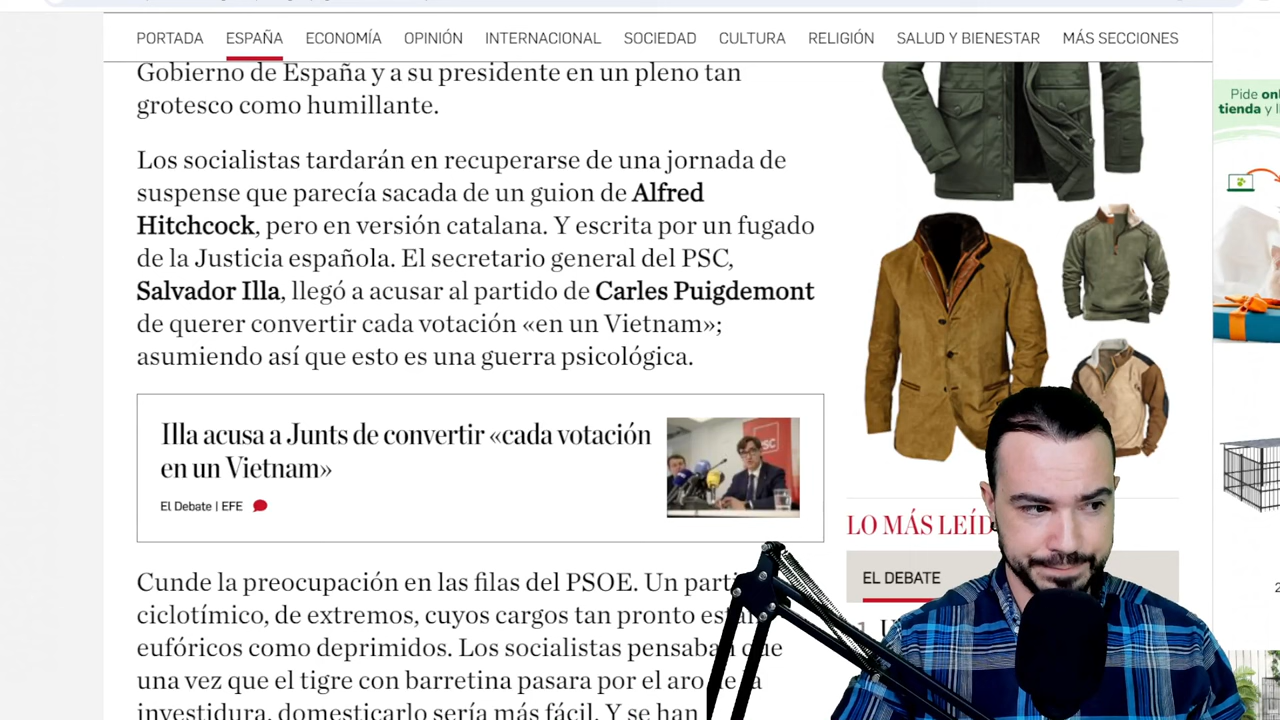 PORTADA ESPAÑA ECONOMÍA OPINIÓN INTERNACIONAL SOCIEDAD CULTURA RELIGIÓN SALUD Y BIENESTAR MÁS SECCIONES
Gobierno de España y a su presidente en un pleno tan
grotesco como humillante.
Los socialistas tardarán en recuperarse de una jornada de
suspense que parecía sacada de un guion de Alfred
Hitchcock, pero en versión catalana. Y escrita por un fugado
de la Justicia española. El secretario general del PSC,
Salvador Illa, llegó a acusar al partido de Carles Puigdemont
de querer convertir cada votación «en un Vietnam»;
asumiendo así que esto es una guerra psicológica.
Illa acusa a Junts de convertir «cada votación
en un Vietnam»
El Debate | EFE
Cunde la preocupación en las filas del PSOE. Un
ciclotímico, de extremos, cuyos cargos tan pronto
eufóricos como deprimidos. Los socialistas pensaban que
una vez que el tigre con barretina pasara por el aro de la
investidura, domesticarlo sería más fácil. Y se han
Pide
tienda y
LO MÁS
EL DEBATE
1